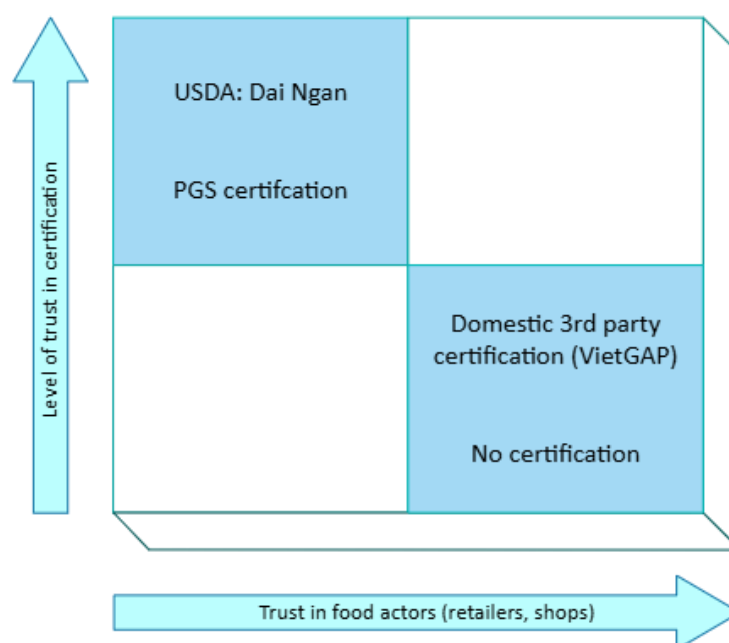 USDA: Dai Ngan
PGS certifcation
Domestic 3rd party
certification (VietGAP)
No certification
Level of trust in certification
Trust in food actors (retailers, shops)